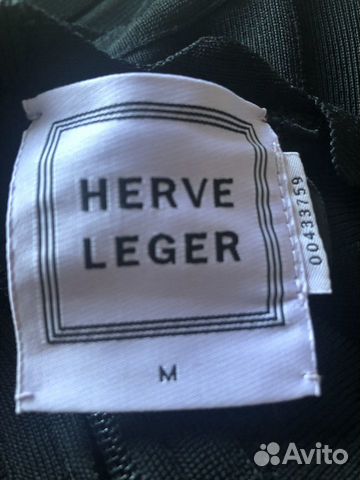 HERVE
LEGER
M
00433759
Avito